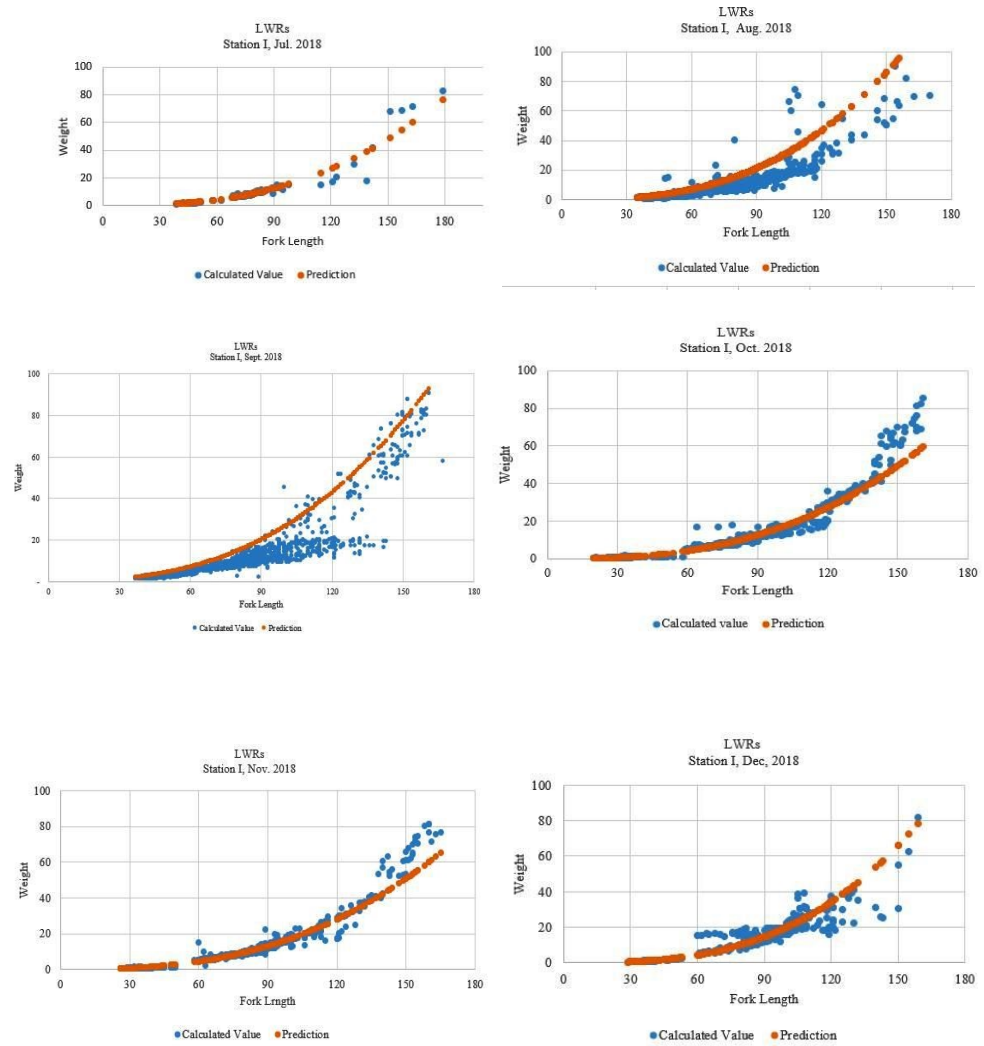 LWRs
Station I, Jul. 2018
100
80
60
40
20
0
Weight
0 30 60 90 120 150 180
Fork Length
Calculated Value Prediction
LWRs
Station I, Aug. 2018
100
80
60
40
20
0
Weight
0 30 60 90 120 150 180
Fork Length
Calculated Value Prediction
LWRs
Station I, Sept. 2018
100
80
60
40
20
-
Weight
- 30 60 90 120 150 180
Fork Length
Calculated Value Prediction
LWRs
Station I, Oct. 2018
100
80
60
40
20
0
Weight
0 30 60 90 120 150 180
Fork Length
Calculated value Prediction
LWRs
Station I, Nov. 2018
100
80
60
40
20
0
Weight
0 30 60 90 120 150 180
Fork Lrngth
Calculated Value Prediction
LWRs
Station I, Dec, 2018
100
80
60
40
20
0
Weight
0 30 60 90 120 150 180
Fork Length
Calculated Value Prediction